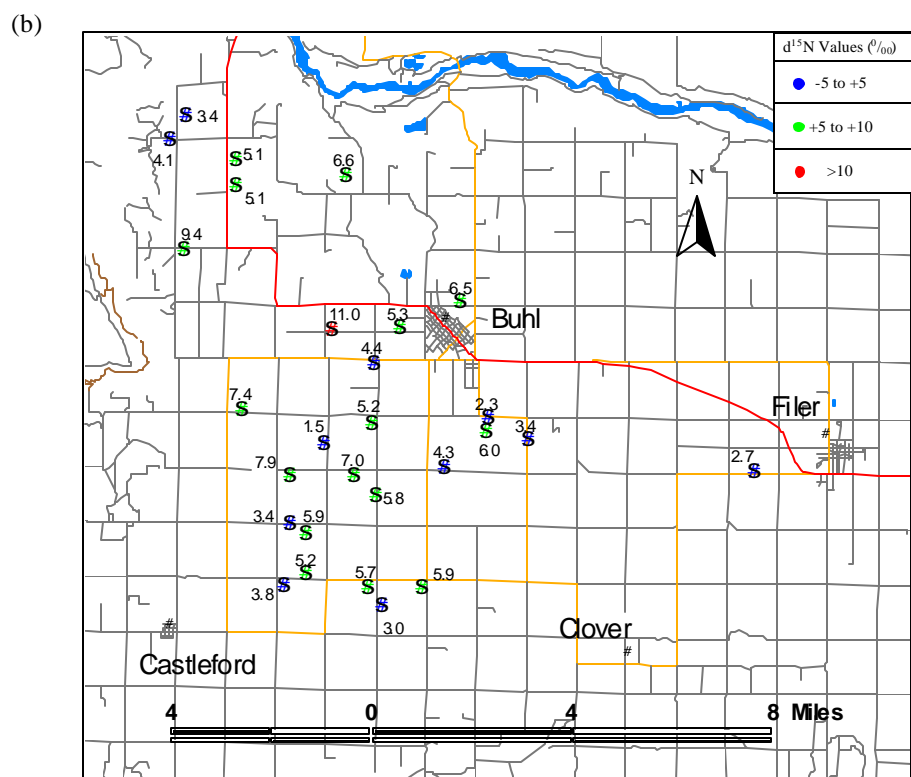 (b)
d¹⁵N Values (⁰/₀₀)
-5 to +5
+5 to +10
>10
N
3.4
4.1
5.1
5.1
6.6
9.4
6.5
11.0
5.3
Buhl
4.4
7.4
5.2
2.3
3.4
6.0
Filer
1.5
4.3
2.7
7.9
7.0
5.8
3.4
5.9
5.2
3.8
5.7
5.9
3.0
Clover
Castleford
4 0 4 8 Miles